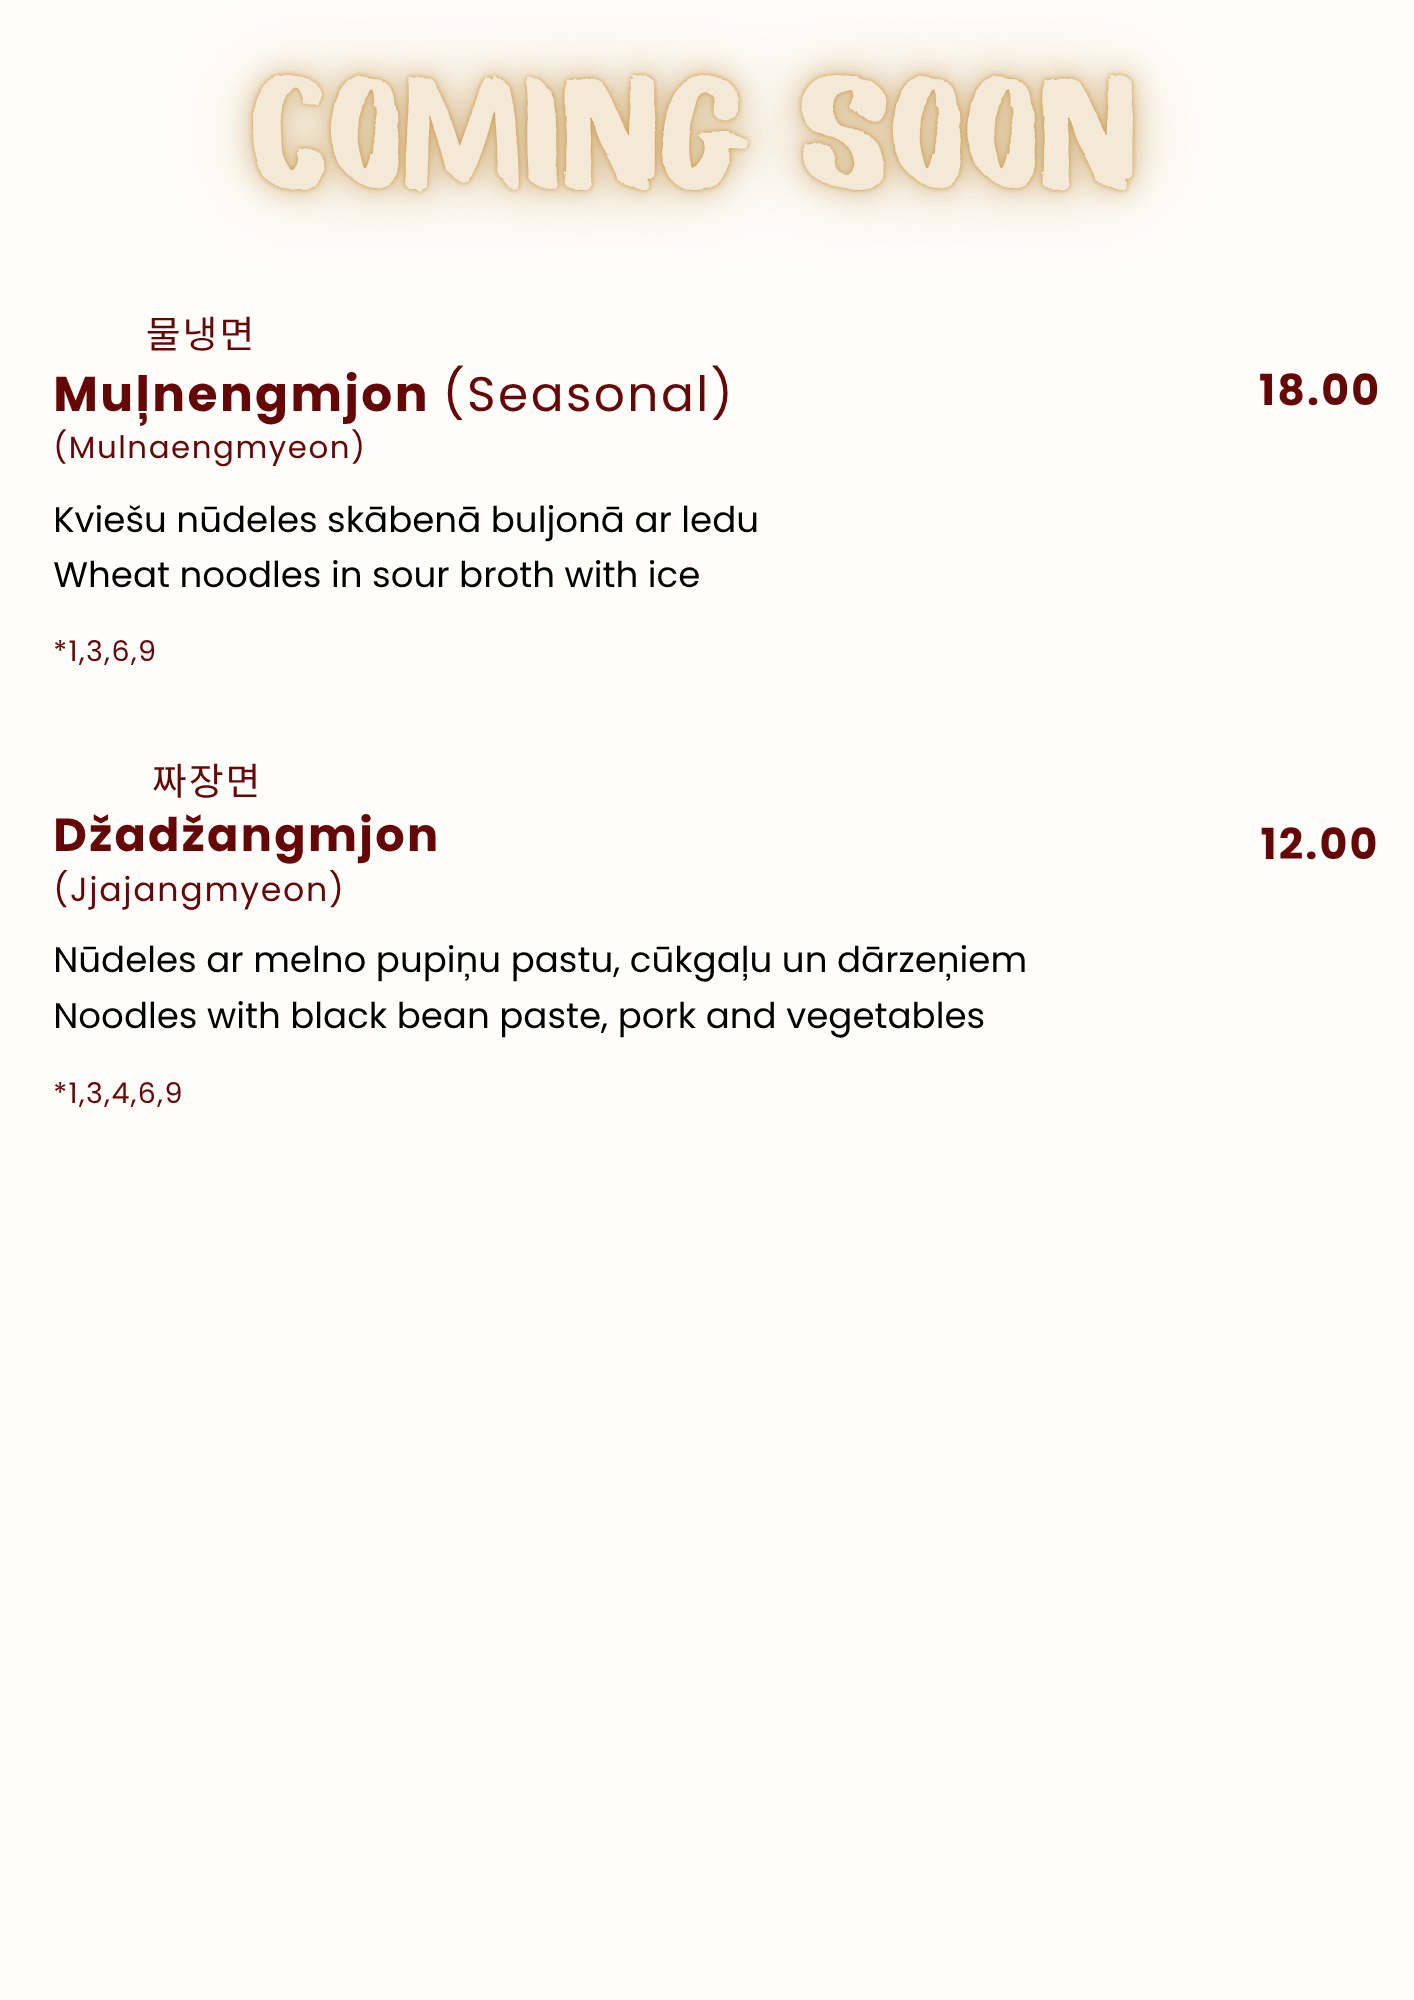 COMING SOON
물냉면
Muļnengmjon (Seasonal)
18.00
(Mulnaengmyeon)
Kviešu nūdeles skābenā buljonā ar ledu
Wheat noodles in sour broth with ice
*1,3,6,9
짜장면
Džadžangmjon
12.00
(Jjajangmyeon)
Nūdeles ar melno pupiņu pastu, cūkgaļu un dārzeņiem
Noodles with black bean paste, pork and vegetables
*1,3,4,6,9